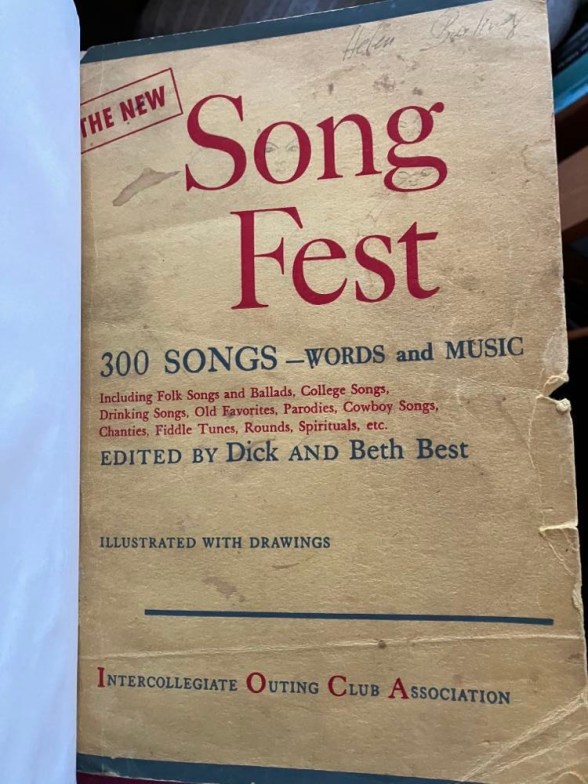 Helen
THE NEW
Song
Fest
300 SONGS —WORDS and MUSIC
Including Folk Songs and Ballads, College Songs,
Drinking Songs, Old Favorites, Parodies, Cowboy Songs,
Chanties, Fiddle Tunes, Rounds, Spirituals, etc.
EDITED BY Dick AND Beth Best
ILLUSTRATED WITH DRAWINGS
INTERCOLLEGIATE OUTING CLUB ASSOCIATION